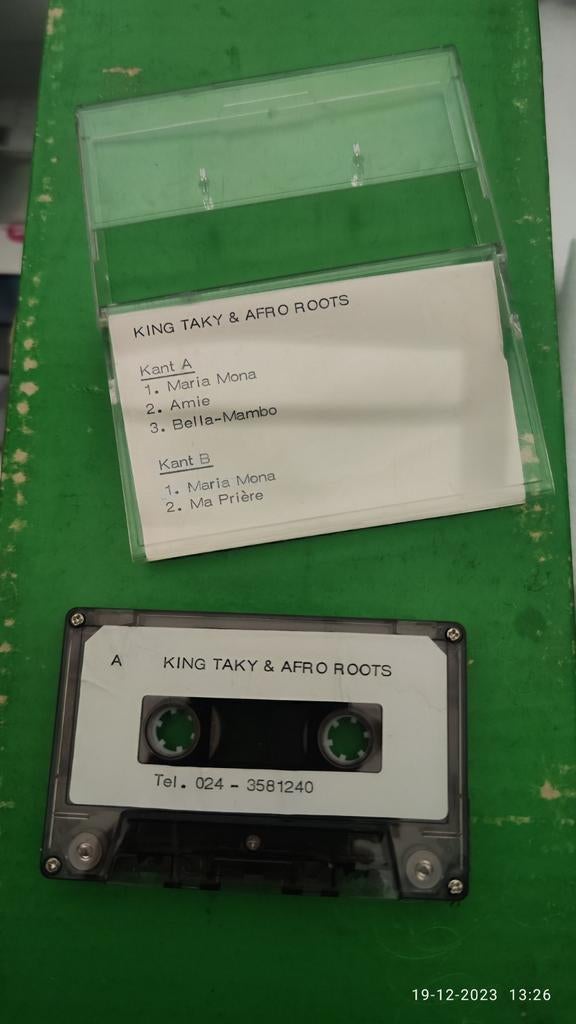 KING TAKY & AFRO ROOTS
Kant A
1. Maria Mona
2. Amie
3. Bella-Mambo
Kant B
1. Maria Mona
2. Ma Prière
A KING TAKY & AFRO ROOTS
Tel. 024 - 3581240
19-12-2023 13:26